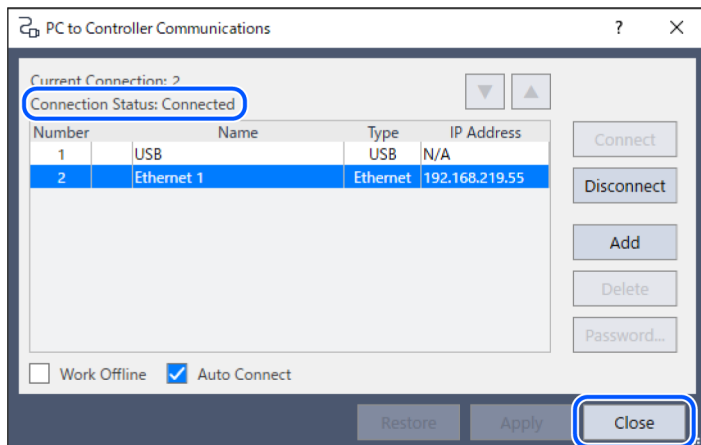 PC to Controller Communications
Current Connection: 2
Connection Status: Connected
Number Name Type IP Address
1 USB USB N/A
2 Ethernet 1 Ethernet 192.168.219.55
Connect
Disconnect
Add
Delete
Password...
Work Offline Auto Connect
Restore Apply Close